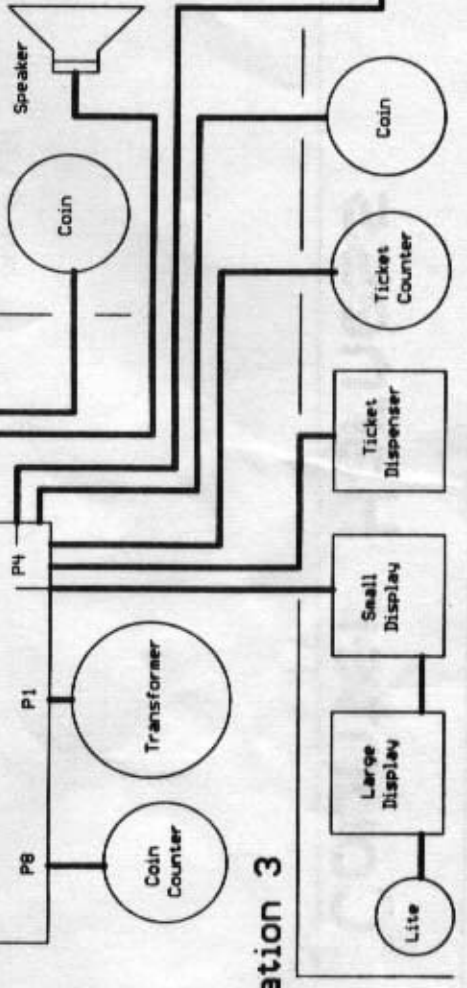 Speaker
Coin
Coin
Ticket
Counter
Ticket
Dispenser
P4
Small
Display
P1
Transformer
Large
Display
P8
Coin
Counter
ation 3
Lite